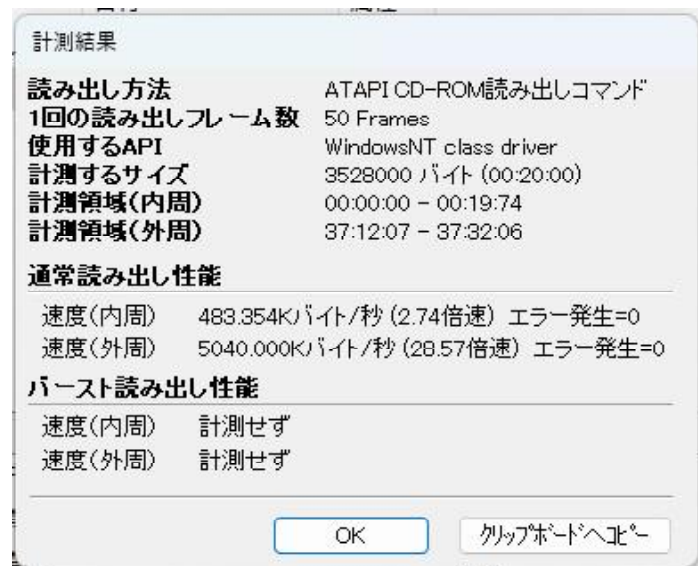 計測結果
読み出し方法 ATAPI CD-ROM読み出しコマンド
1回の読み出しフレーム数 50 Frames
使用するAPI WindowsNT class driver
計測するサイズ 3528000 バイト (00:20:00)
計測領域(内周) 00:00:00 - 00:19:74
計測領域(外周) 37:12:07 - 37:32:06
通常読み出し性能
速度(内周) 483.354Kバイト/秒 (2.74倍速) エラー発生=0
速度(外周) 5040.000Kバイト/秒 (28.57倍速) エラー発生=0
バースト読み出し性能
速度(内周) 計測せず
速度(外周) 計測せず
OK クリップボードへコピー